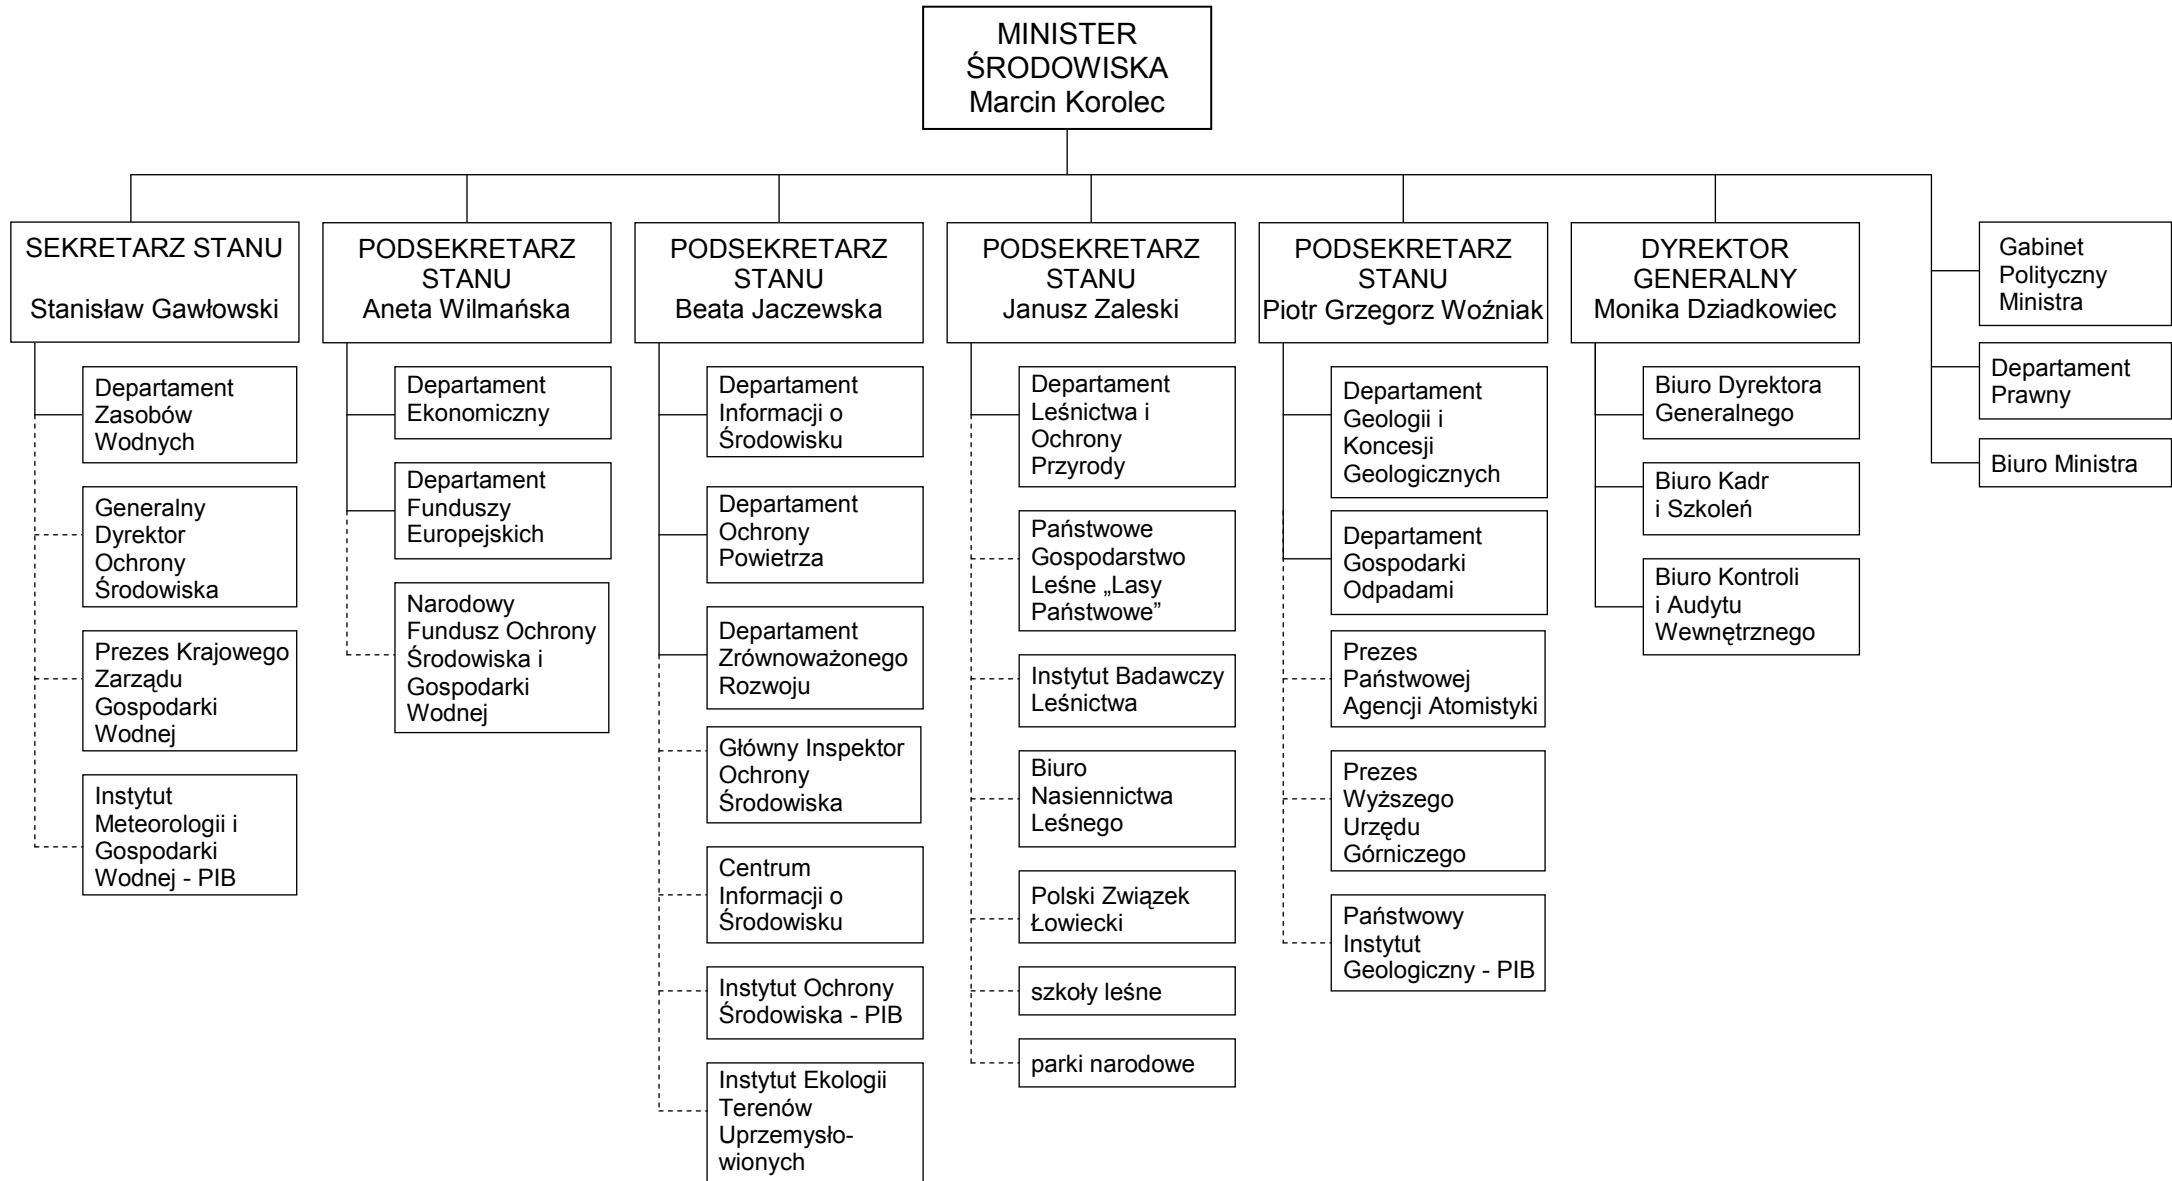 MINISTER
ŚRODOWISKA
Marcin Korolec
SEKRETARZ STANU
Stanisław Gawłowski
PODSEKRETARZ
STANU
Aneta Wilmańska
PODSEKRETARZ
STANU
Beata Jaczewska
PODSEKRETARZ
STANU
Janusz Zaleski
PODSEKRETARZ
STANU
Piotr Grzegorz Woźniak
DYREKTOR
GENERALNY
Monika Dziadkowiec
Gabinet
Polityczny
Ministra
Departament
Prawny
Biuro Ministra
Departament
Zasobów
Wodnych
Generalny
Dyrektor
Ochrony
Środowiska
Prezes Krajowego
Zarządu
Gospodarki
Wodnej
Instytut
Meteorologii i
Gospodarki
Wodnej - PIB
Departament
Ekonomiczny
Departament
Funduszy
Europejskich
Narodowy
Fundusz Ochrony
Środowiska i
Gospodarki
Wodnej
Departament
Informacji o
Środowisku
Departament
Ochrony
Powietrza
Departament
Zrównoważonego
Rozwoju
Główny Inspektor
Ochrony
Środowiska
Centrum
Informacji o
Środowisku
Instytut Ochrony
Środowiska - PIB
Instytut Ekologii
Terenów
Uprzemysło-
wionych
Departament
Leśnictwa i
Ochrony
Przyrody
Państwowe
Gospodarstwo
Leśne „Lasy
Państwowe”
Instytut Badawczy
Leśnictwa
Biuro
Nasiennictwa
Leśnego
Polski Związek
Łowiecki
szkoły leśne
parki narodowe
Departament
Geologii i
Koncesji
Geologicznych
Departament
Gospodarki
Odpadami
Prezes
Państwowej
Agencji Atomistyki
Prezes
Wyższego
Urzędu
Górniczego
Państwowy
Instytut
Geologiczny - PIB
Biuro Dyrektora
Generalnego
Biuro Kadr
i Szkoleń
Biuro Kontroli
i Audytu
Wewnętrznego